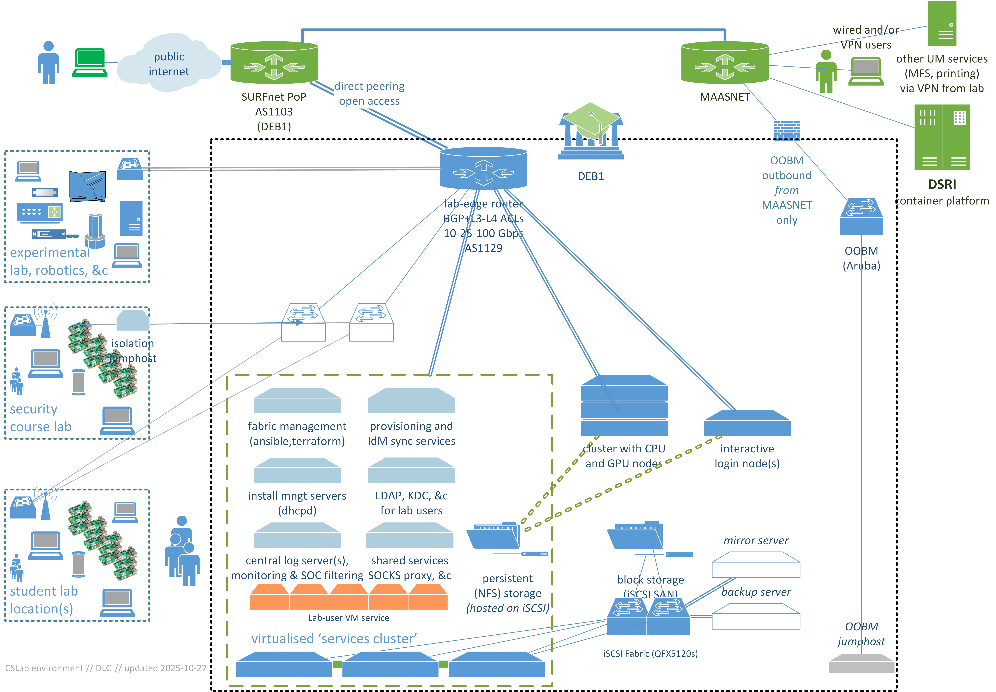 public
internet
SURFnet PoP
AS1103
(DEB1)
direct peering
open access
MAASNET
wired and/or
VPN users
other UM services
(MFS, printing)
via VPN from lab
DSRI
container platform
DEB1
OOBM
outbound
from
MAASNET
only
OOBM
(Aruba)
lab-edge router
BGP+L3-L4 ACLs
10-25-100 Gbps
AS1129
experimental
lab, robotics, &c
isolation
jumphost
security
course lab
student lab
location(s)
fabric management
(ansible,terraform)
provisioning and
IdM sync services
install mngt servers
(dhcpd)
LDAP, KDC, &c
for lab users
central log server(s),
monitoring & SOC filtering
shared services
SOCKS proxy, &c
Lab-user VM service
virtualised ‘services cluster’
persistent
(NFS) storage
(hosted on iSCSI)
cluster with CPU
and GPU nodes
interactive
login node(s)
block storage
(iSCSI SAN)
mirror server
backup server
iSCSI Fabric (QFX5120s)
OOBM
jumphost
CSLab environment // DLC // updated 2025-10-27